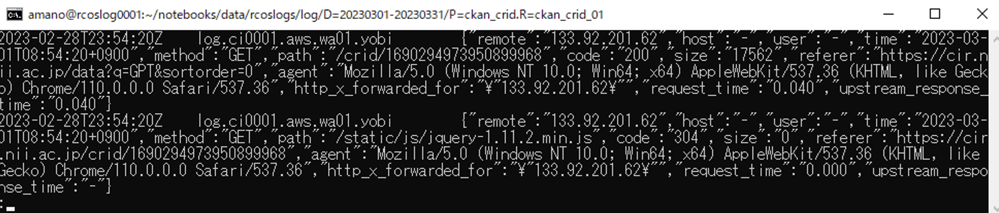 amano@rcoslog0001:~/notebooks/data/rcoslogs/log/D=20230301-20230331/P=ckan_crid.R=ckan_crid_01
2023-02-28T23:54:20Z    log.ci0001.aws.wa01.yobi        {"remote":"133.92.201.62","host":"-","user":"-","time":"2023-03-
01T08:54:20+0900","method":"GET","path":"/crid/1690294973950899968","code":"200","size":"17562","referer":"https://cir.n
ii.ac.jp/data?q=GPT&sortorder=0","agent":"Mozilla/5.0 (Windows NT 10.0; Win64; x64) AppleWebKit/537.36 (KHTML, like Geck
o) Chrome/110.0.0.0 Safari/537.36","http_x_forwarded_for":"¥"133.92.201.62¥"","request_time":"0.040","upstream_response_
time":"0.040"}
2023-02-28T23:54:20Z    log.ci0001.aws.wa01.yobi        {"remote":"133.92.201.62","host":"-","user":"-","time":"2023-03-
01T08:54:20+0900","method":"GET","path":"/static/js/jquery-1.11.2.min.js","code":"304","size":"0","referer":"https://cir
.nii.ac.jp/crid/1690294973950899968","agent":"Mozilla/5.0 (Windows NT 10.0; Win64; x64) AppleWebKit/537.36 (KHTML, like
Gecko) Chrome/110.0.0.0 Safari/537.36","http_x_forwarded_for":"¥"133.92.201.62¥"","request_time":"0.000","upstream_respo
nse_time":"-"}
: